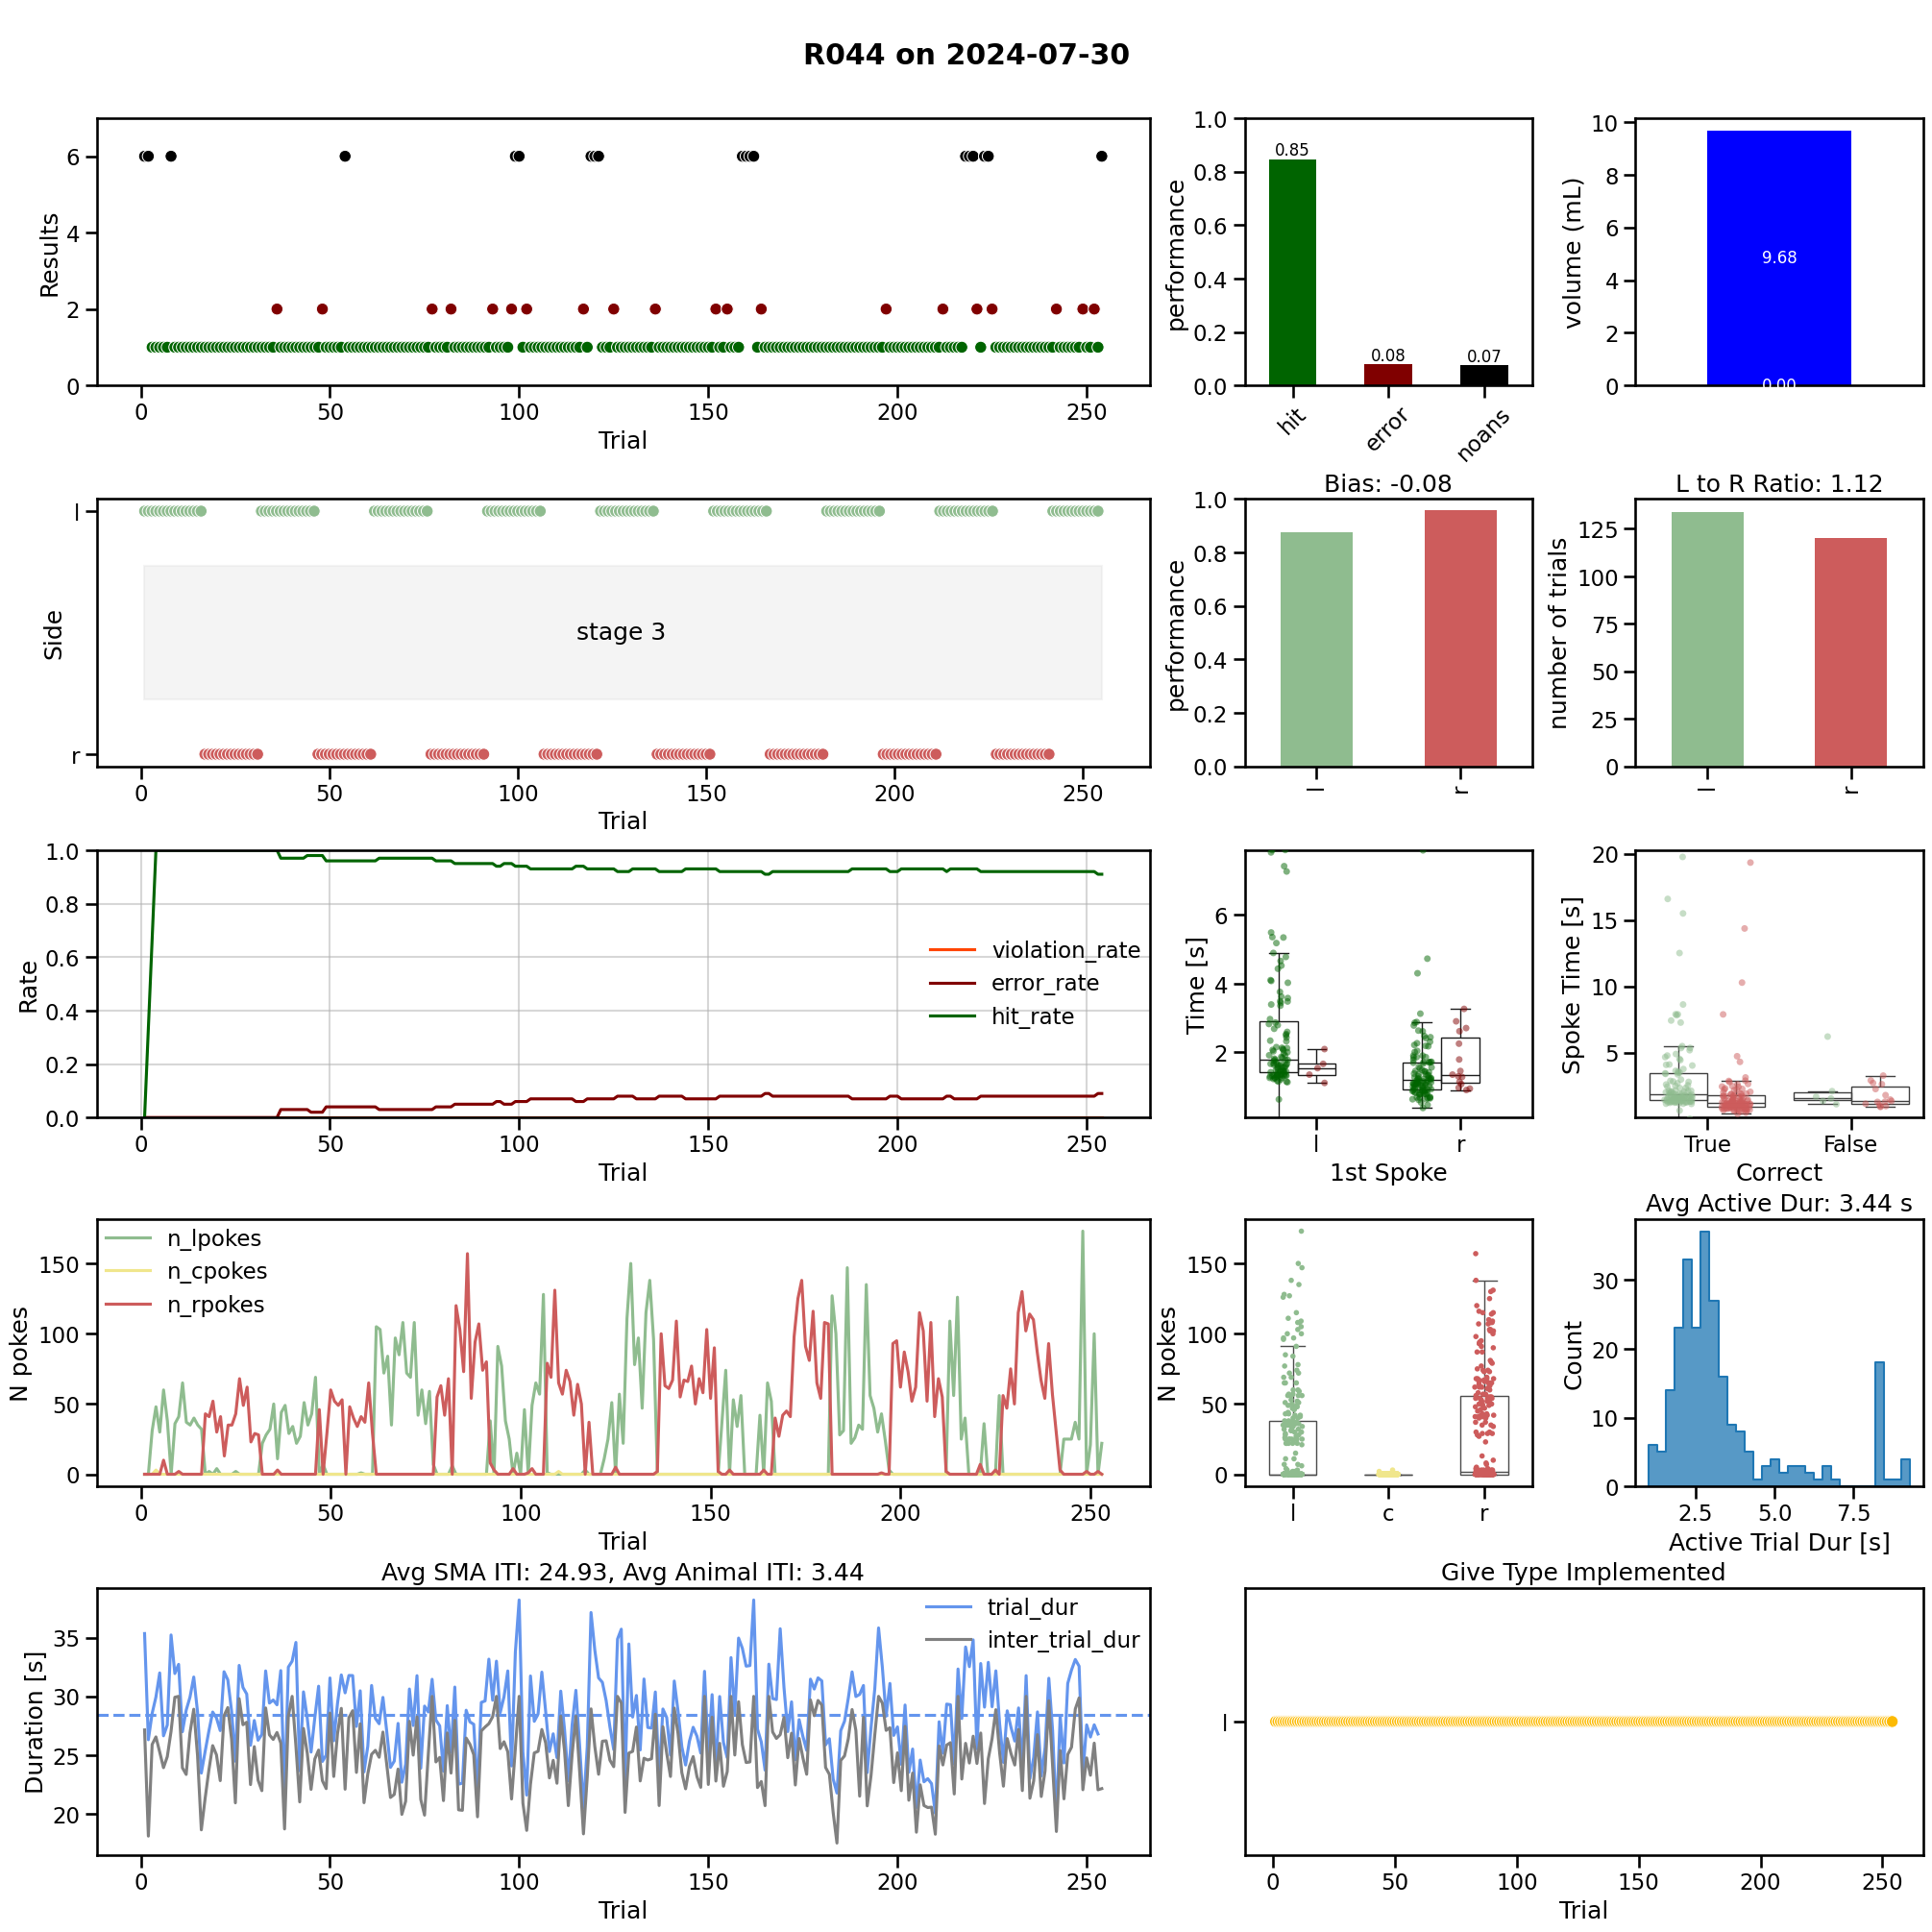 R044 on 2024-07-30
6
4
2
0
Results
0 50 100 150 200 250
Trial
1.0
0.8
0.6
0.4
0.2
0.0
performance
0.85
0.08
0.07
hit error noans
10
8
6
4
2
0
volume (mL)
9.68
0.00
l
r
Side
stage 3
0 50 100 150 200 250
Trial
Bias: -0.08
1.0
0.8
0.6
0.4
0.2
0.0
performance
l r
L to R Ratio: 1.12
125
100
75
50
25
0
number of trials
l r
1.0
0.8
0.6
0.4
0.2
0.0
Rate
violation_rate
error_rate
hit_rate
0 50 100 150 200 250
Trial
6
4
2
Time [s]
l r
1st Spoke
20
15
10
5
Spoke Time [s]
True False
Correct
150
100
50
0
N pokes
n_lpokes
n_cpokes
n_rpokes
0 50 100 150 200 250
Trial
150
100
50
0
N pokes
l c r
Avg Active Dur: 3.44 s
30
20
10
0
Count
2.5 5.0 7.5
Active Trial Dur [s]
Avg SMA ITI: 24.93, Avg Animal ITI: 3.44
35
30
25
20
Duration [s]
trial_dur
inter_trial_dur
0 50 100 150 200 250
Trial
Give Type Implemented
l
0 50 100 150 200 250
Trial